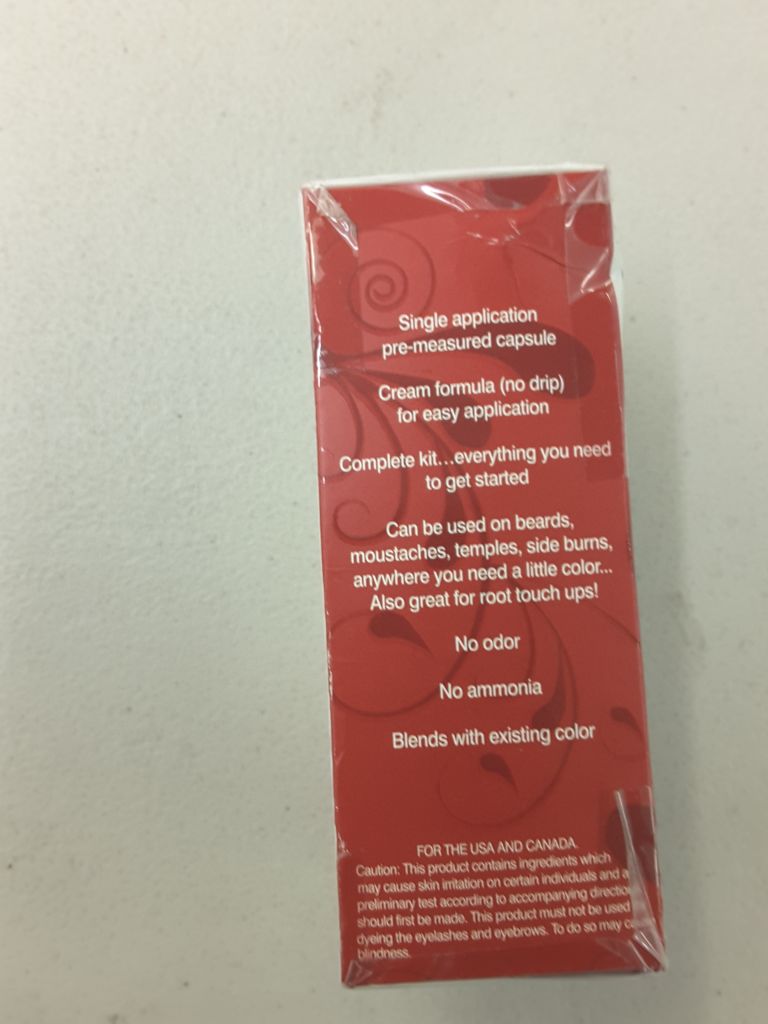 Single application
pre-measured capsule
Cream formula (no drip)
for easy application
Complete kit...everything you need
to get started
Can be used on beards,
moustaches, temples, side burns,
anywhere you need a little color...
Also great for root touch ups!
No odor
No ammonia
Blends with existing color
FOR THE USA AND CANADA.
Caution: This product contains ingredients which
may cause skin irritation on certain individuals and a
preliminary test according to accompanying
should first be made. This product must not be used
dyeing the eyelashes and eyebrows. To do so may
blindness.